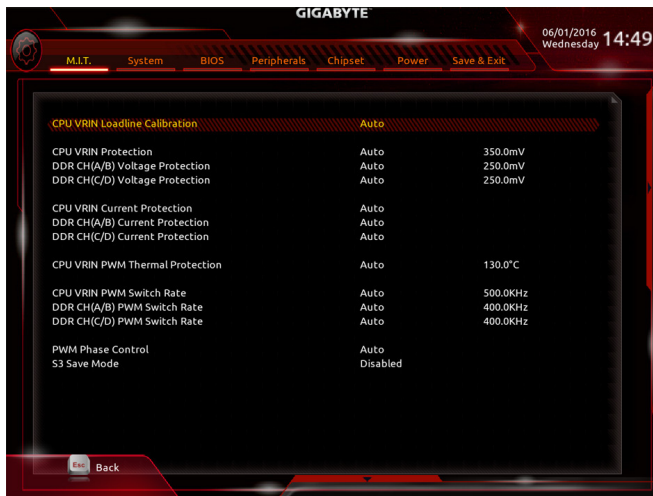 GIGABYTE
06/01/2016
Wednesday
14:49
M.I.T. System BIOS Peripherals Chipset Power Save & Exit
CPU VRIN Loadline Calibration Auto
CPU VRIN Protection Auto 350.0mV
DDR CH(A/B) Voltage Protection Auto 250.0mV
DDR CH(C/D) Voltage Protection Auto 250.0mV
CPU VRIN Current Protection Auto
DDR CH(A/B) Current Protection Auto
DDR CH(C/D) Current Protection Auto
CPU VRIN PWM Thermal Protection Auto 130.0°C
CPU VRIN PWM Switch Rate Auto 500.0KHz
DDR CH(A/B) PWM Switch Rate Auto 400.0KHz
DDR CH(C/D) PWM Switch Rate Auto 400.0KHz
PWM Phase Control Auto
S3 Save Mode Disabled
Esc Back